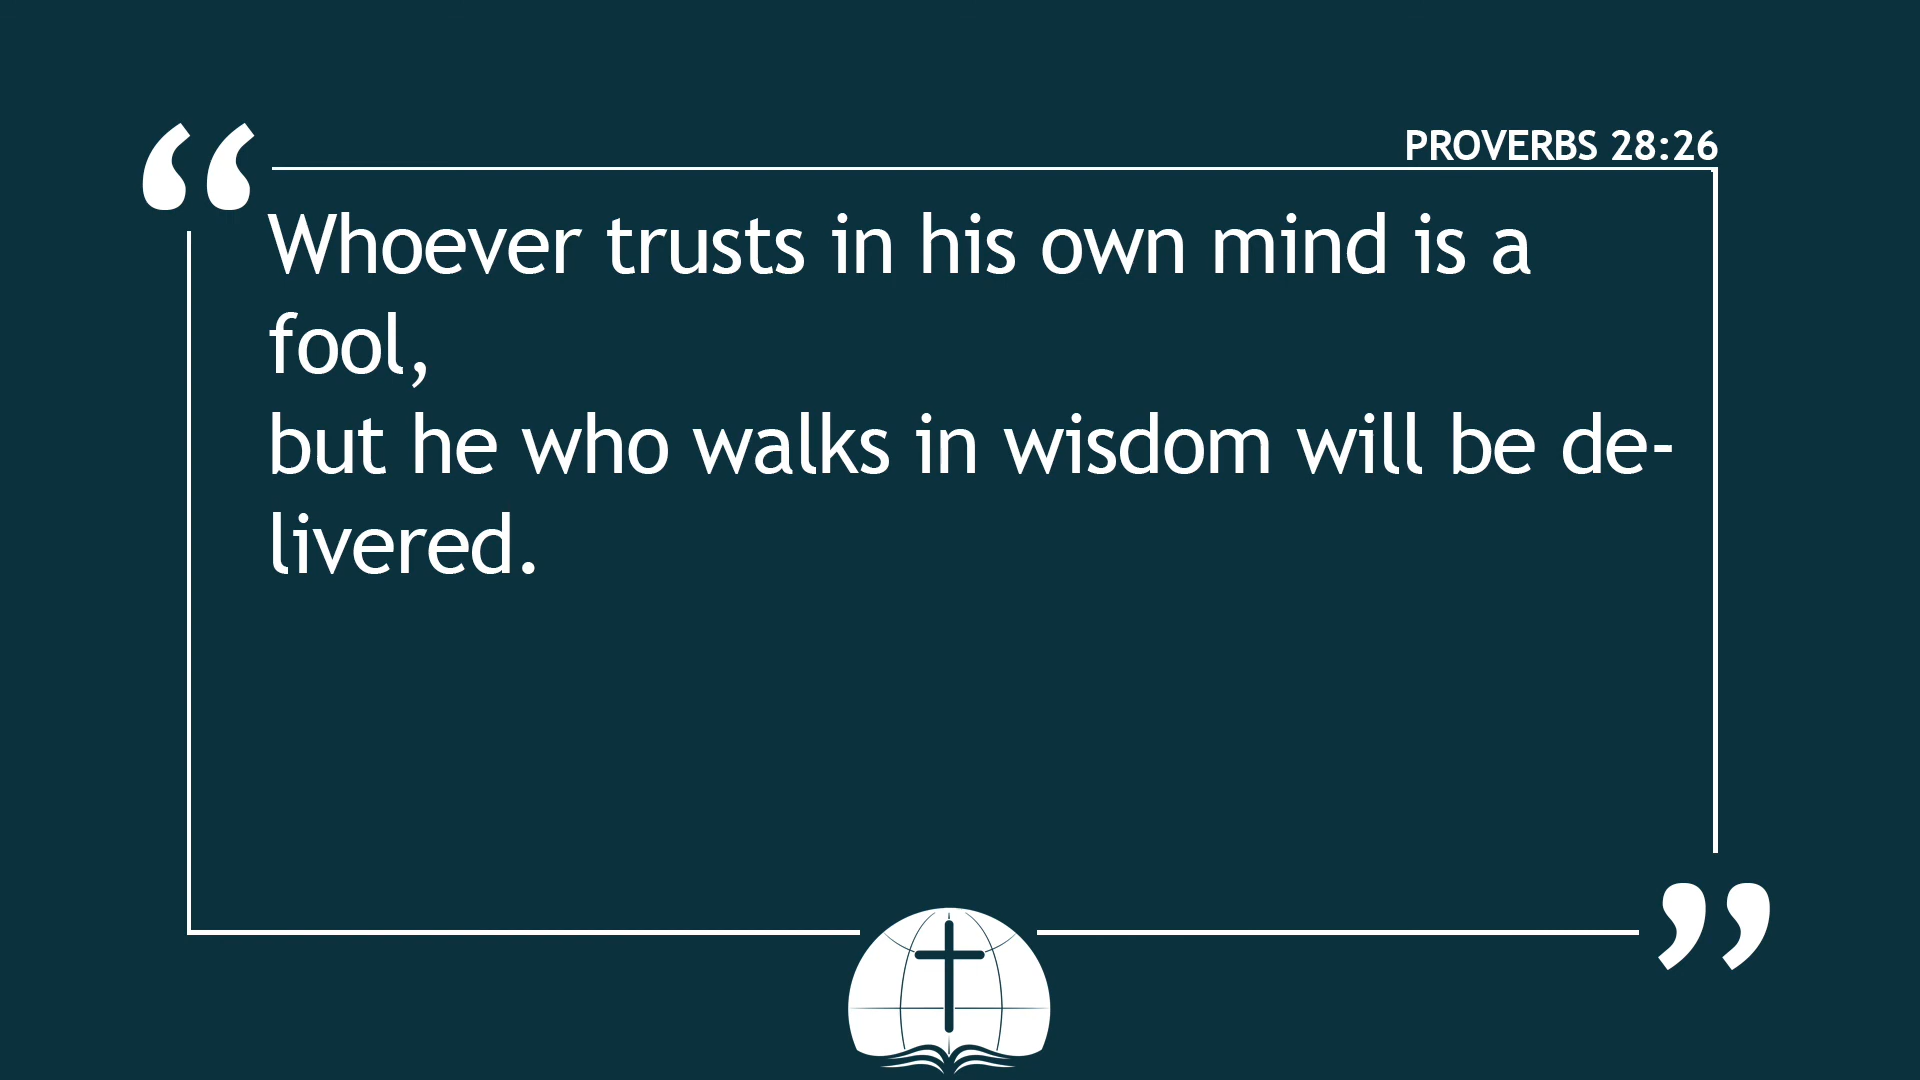 PROVERBS 28:26
“Whoever trusts in his own mind is a
fool,
but he who walks in wisdom will be de-
livered.”